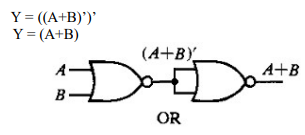 Y = ((A+B)’)’
Y = (A+B)
(A+B)′
A
A+B
B
OR